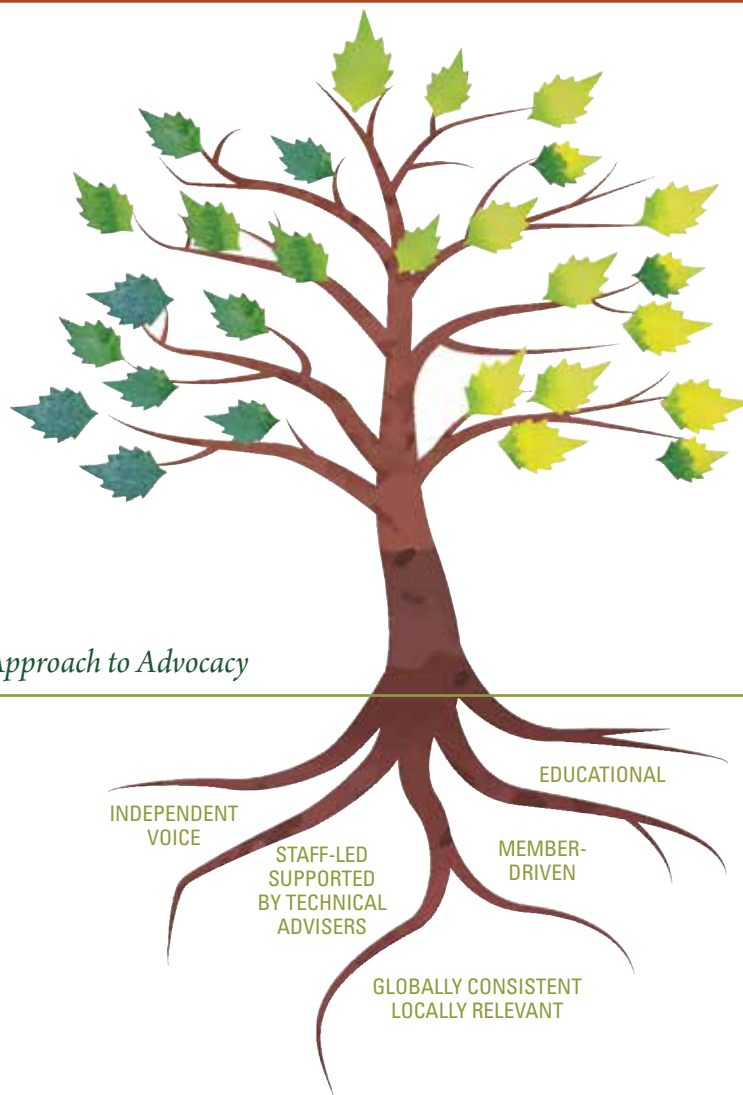 Approach to Advocacy
EDUCATIONAL
INDEPENDENT
VOICE
STAFF-LED
SUPPORTED
BY TECHNICAL
ADVISERS
MEMBER-
DRIVEN
GLOBALLY CONSISTENT
LOCALLY RELEVANT